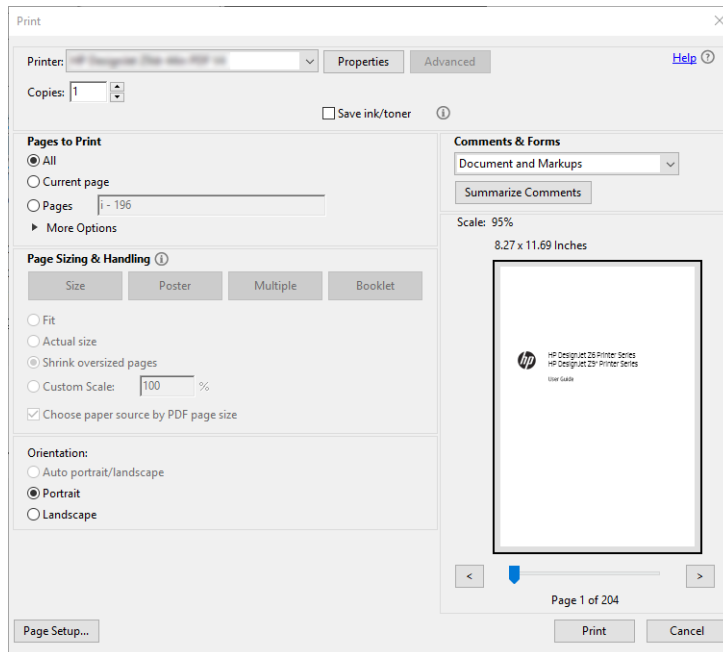 Print
Printer:
Properties
Advanced
Help
Copies: 1
Save ink/toner
Pages to Print
All
Current page
Pages i - 196
More Options
Comments & Forms
Document and Markups
Summarize Comments
Page Sizing & Handling
Size Poster Multiple Booklet
Fit
Actual size
Shrink oversized pages
Custom Scale: 100 %
Choose paper source by PDF page size
Orientation:
Auto portrait/landscape
Portrait
Landscape
Scale: 95%
8.27 x 11.69 Inches
hp
HP DesignJet Z6 Printer Series
HP DesignJet Z9⁺ Printer Series
User Guide
< >
Page 1 of 204
Page Setup...
Print
Cancel